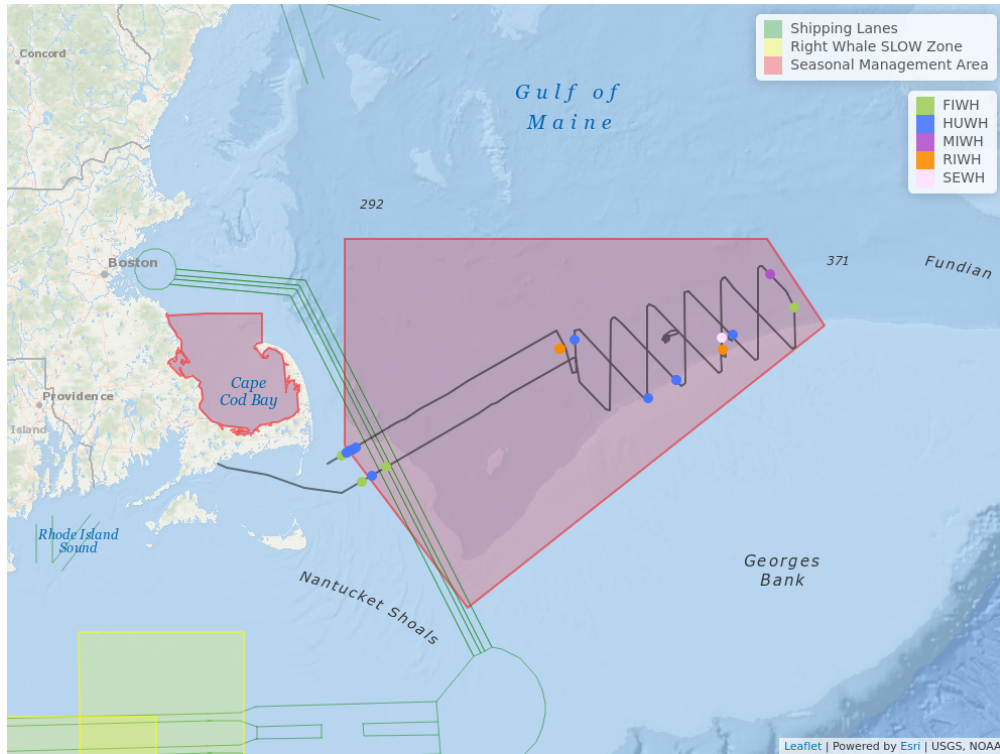 Shipping Lanes
Right Whale SLOW Zone
Seasonal Management Area
Concord
Gulf of
Maine
FIWH
HUWH
MIWH
RIWH
SEWH
292
371
Fundian
Boston
Cape
Cod Bay
Providence
Island
Rhode Island
Sound
Nantucket Shoals
Georges
Bank
Leaflet | Powered by Esri | USGS, NOAA